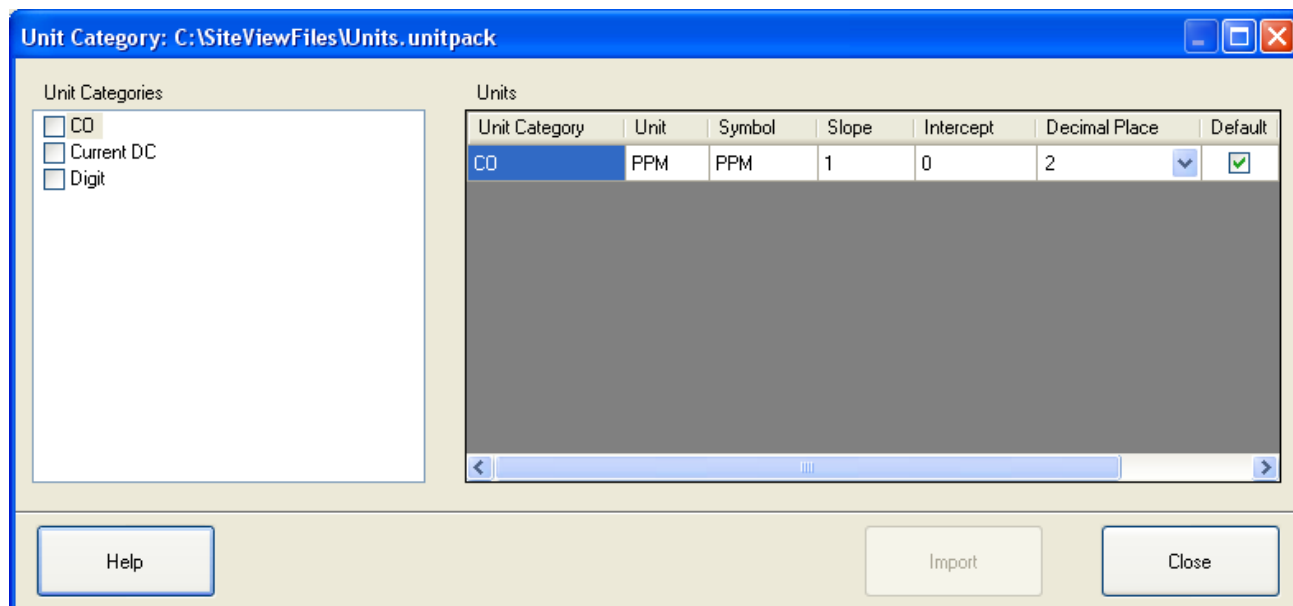 Unit Category: C:\SiteViewFiles\Units.unitpack
Unit Categories
CO
Current DC
Digit
Units
Unit Category Unit Symbol Slope Intercept Decimal Place Default
CO PPM PPM 1 0 2
Help
Import
Close